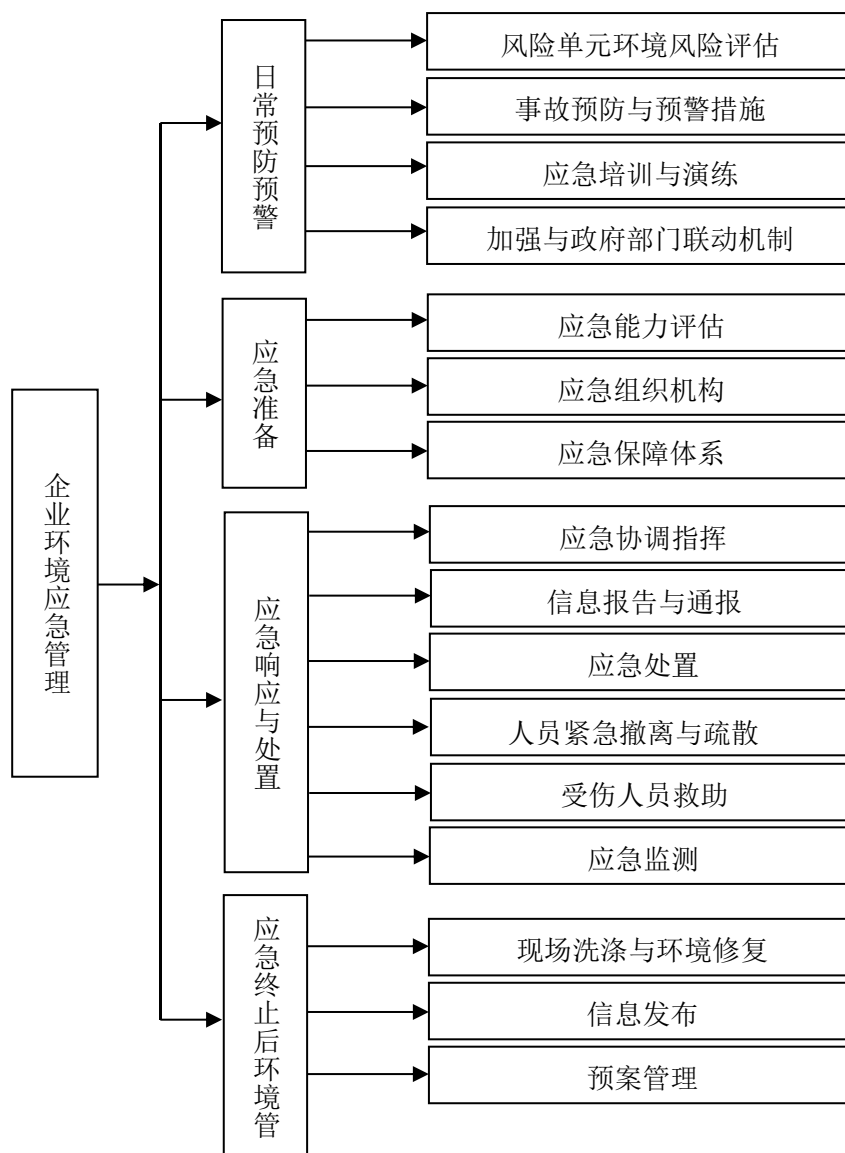 企业环境应急管理
日常预防预警
风险单元环境风险评估
事故预防与预警措施
应急培训与演练
加强与政府部门联动机制
应急准备
应急能力评估
应急组织机构
应急保障体系
应急响应与处置
应急协调指挥
信息报告与通报
应急处置
人员紧急撤离与疏散
受伤人员救助
应急监测
应急终止后环境管
现场洗涤与环境修复
信息发布
预案管理